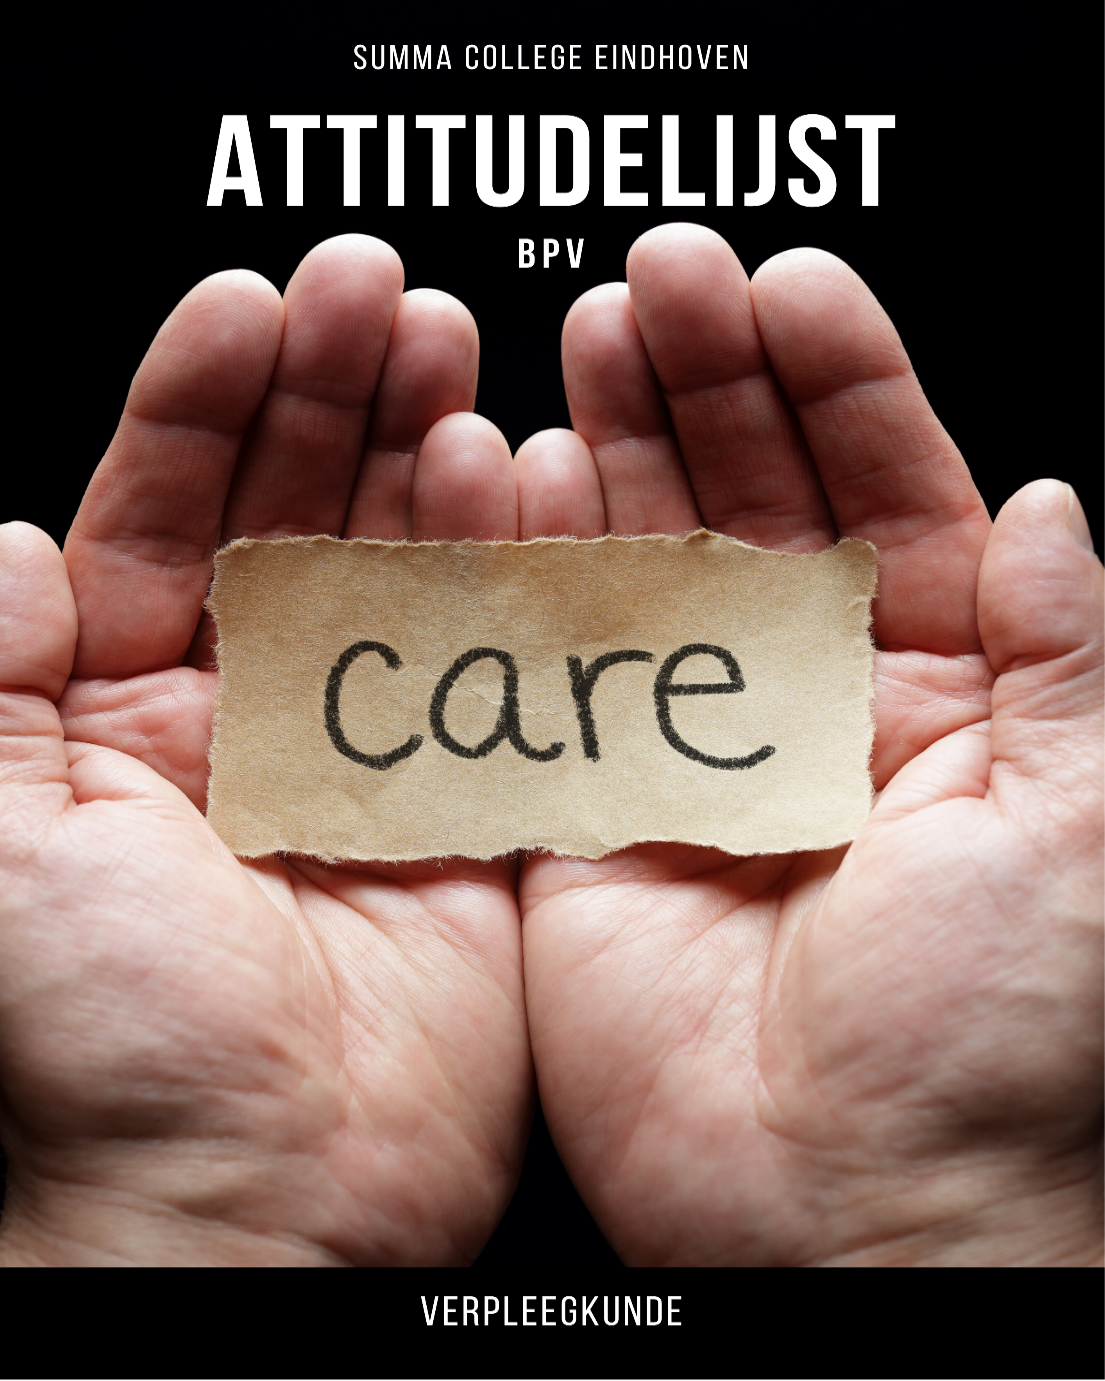 SUMMA COLLEGE EINDHOVEN
ATTITUDELIJST
BPV
care
VERPLEEGKUNDE